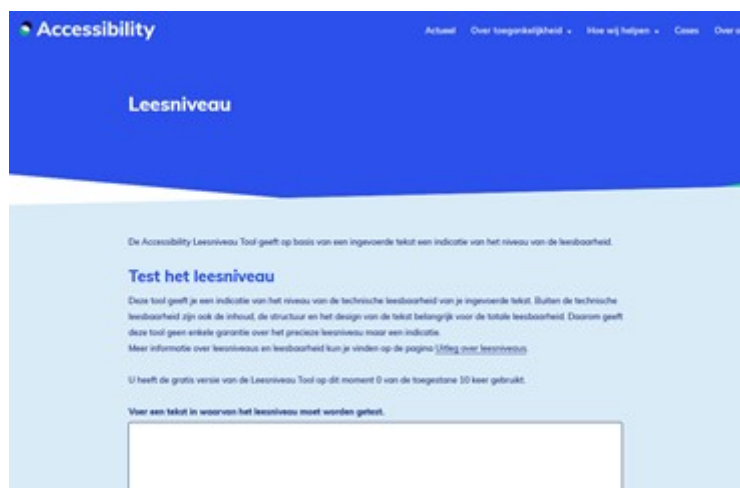 Accessibility
Actueel Over toegankelijkheid Hoe wij helpen Cases Over
Leesniveau
De Accessibility Leesniveau Tool geeft op basis van een ingevoerde tekst een indicatie van het niveau van de leesbaarheid.
Test het leesniveau
Deze tool geeft je een indicatie van het niveau van de technische leesbaarheid van je ingevoerde tekst. Buiten de technische
leesbaarheid zijn ook de inhoud, de structuur en het design van de tekst belangrijk voor de totale leesbaarheid. Daarom geeft
deze tool geen enkele garantie over het precieze leesniveau maar een indicatie.
Meer informatie over leesniveaus en leesbaarheid kun je vinden op de pagina Uitleg over leesniveaus
U heeft de gratis versie van de Leesniveau Tool op dit moment 0 van de toegestane 10 keer gebruikt.
Voer een tekst in waarvan het leesniveau moet worden getest.